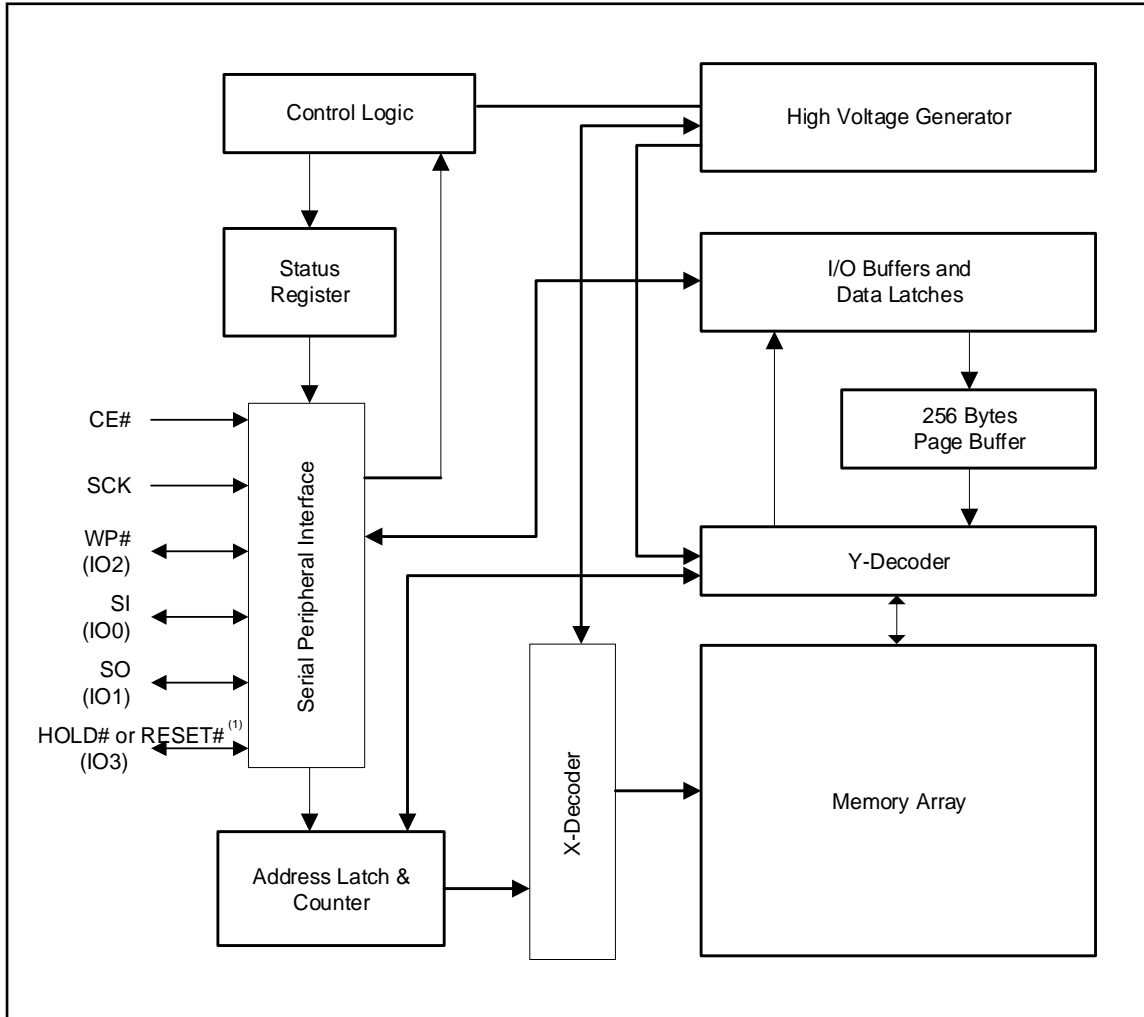 Control Logic
High Voltage Generator
Status
Register
I/O Buffers and
Data Latches
256 Bytes
Page Buffer
CE#
SCK
WP#
(IO2)
SI
(IO0)
SO
(IO1)
HOLD# or RESET# (1)
(IO3)
Serial Peripheral Interface
Y-Decoder
X-Decoder
Memory Array
Address Latch &
Counter